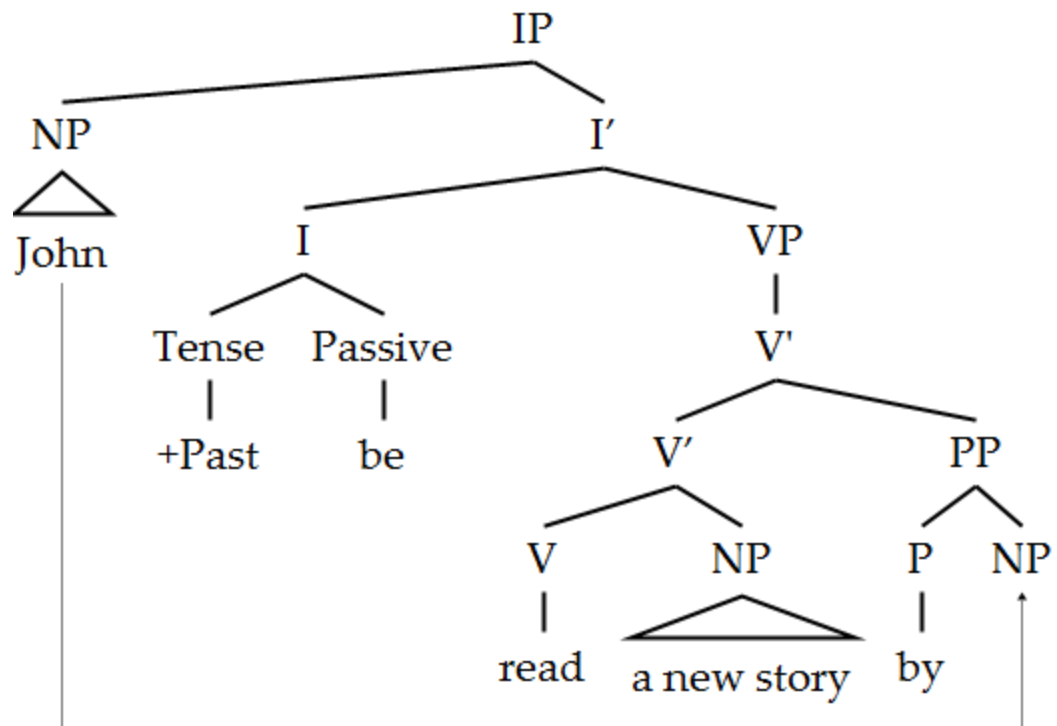 IP
NP I′
John I VP
Tense Passive V'
+Past be V′ PP
V NP P NP
read a new story by